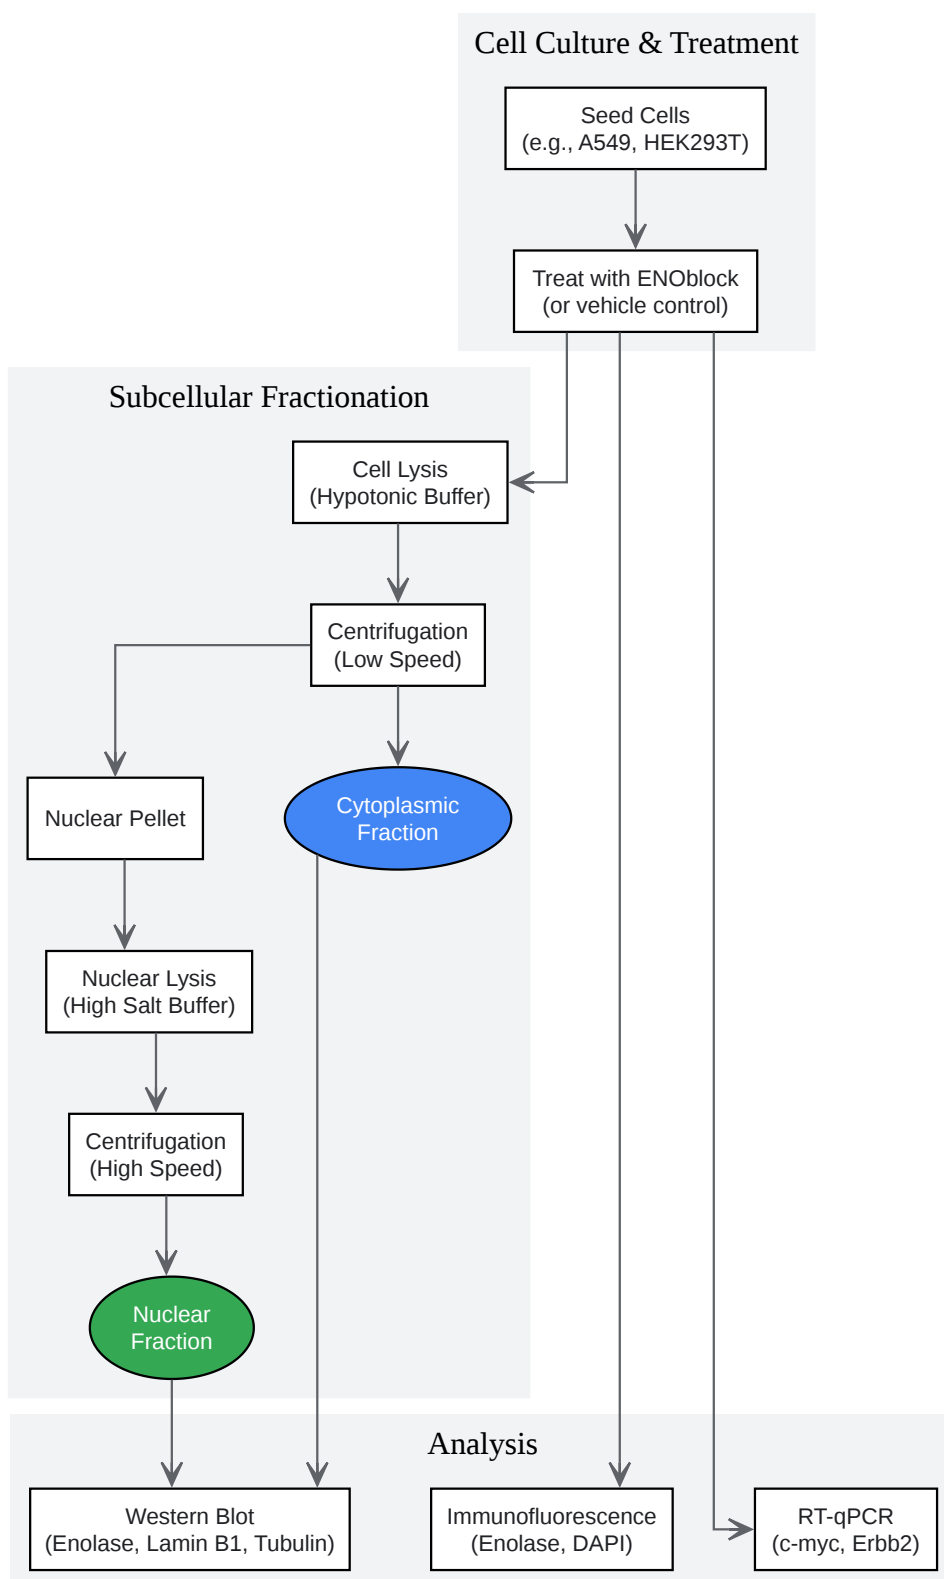 Cell Culture & Treatment
Seed Cells
(e.g., A549, HEK293T)
Treat with ENOblock
(or vehicle control)
Subcellular Fractionation
Cell Lysis
(Hypotonic Buffer)
Centrifugation
(Low Speed)
Nuclear Pellet
Cytoplasmic
Fraction
Nuclear Lysis
(High Salt Buffer)
Centrifugation
(High Speed)
Nuclear
Fraction
Analysis
Western Blot
(Enolase, Lamin B1, Tubulin)
Immunofluorescence
(Enolase, DAPI)
RT-qPCR
(c-myc, Erbb2)